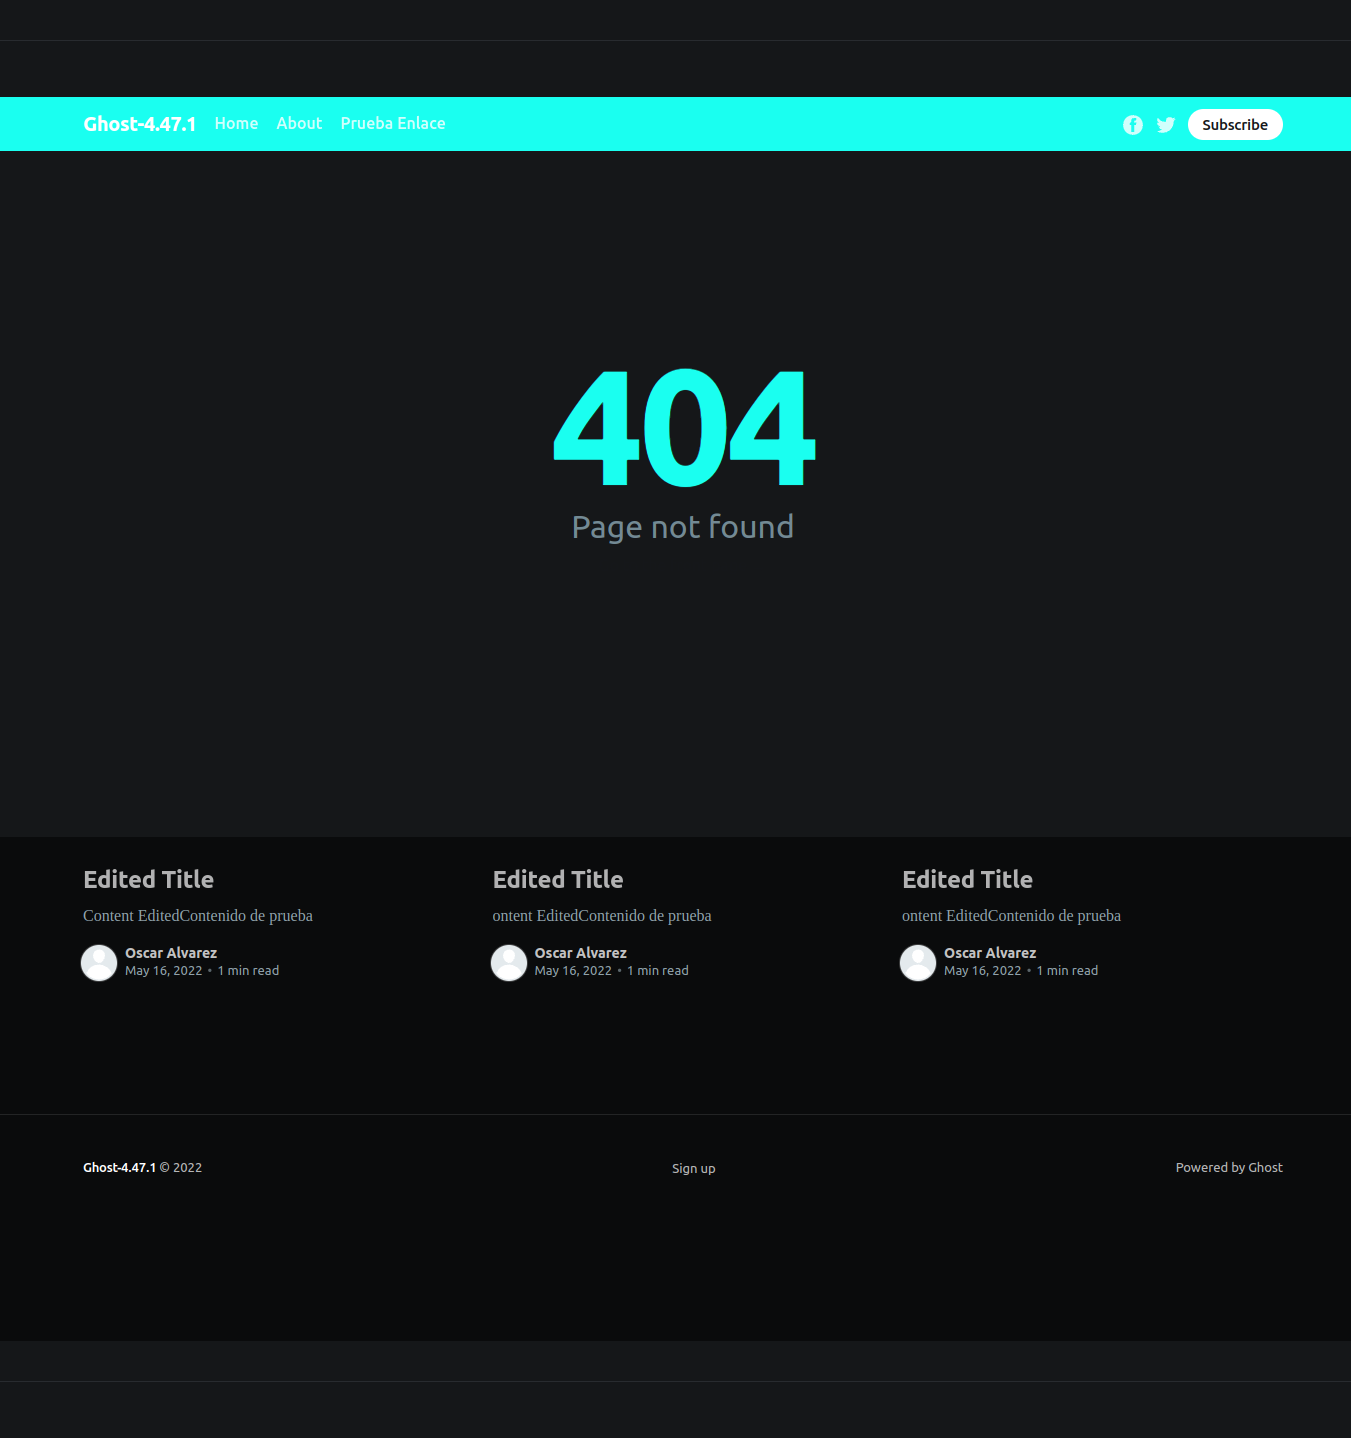 Ghost-4.47.1 Home About Prueba Enlace Subscribe
404
Page not found
Edited Title
Content EditedContenido de prueba
Oscar Alvarez
May 16, 2022 • 1 min read
Edited Title
ontent EditedContenido de prueba
Oscar Alvarez
May 16, 2022 • 1 min read
Edited Title
ontent EditedContenido de prueba
Oscar Alvarez
May 16, 2022 • 1 min read
Ghost-4.47.1 © 2022
Sign up
Powered by Ghost